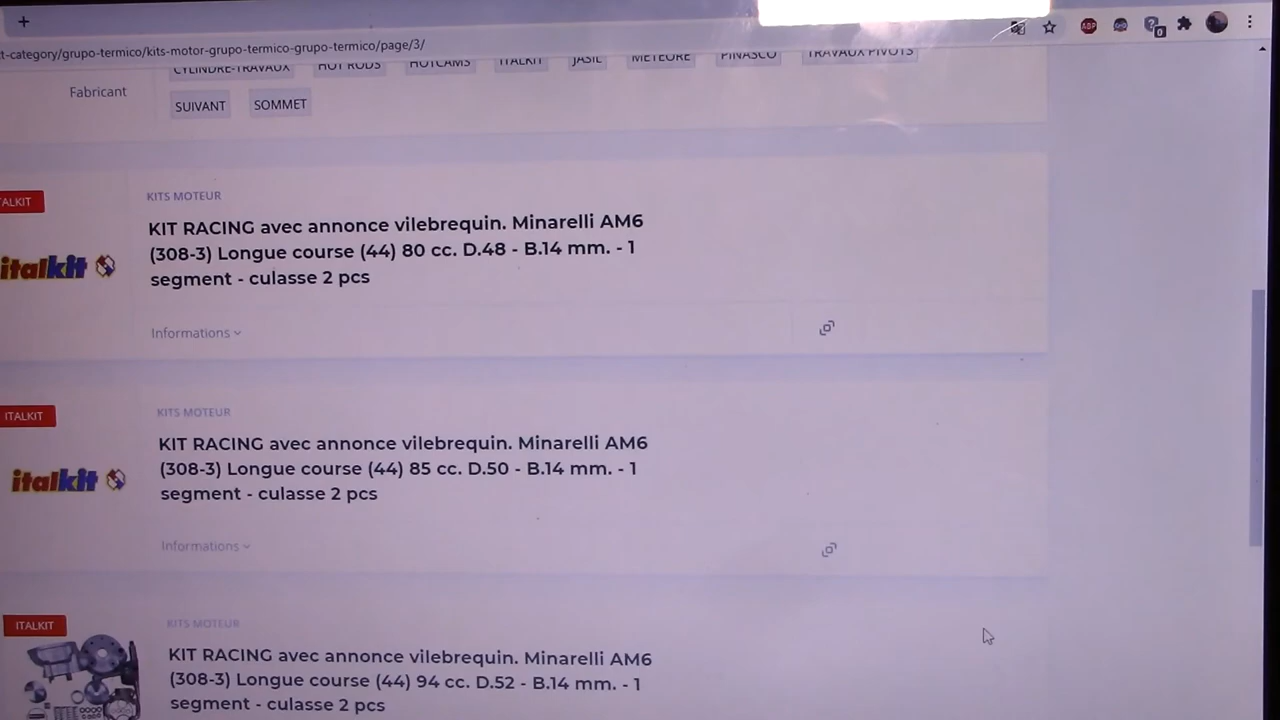 t-category/grupo-termico/kits-motor-grupo-termico-grupo-termico/page/3/
ABP
0
CYLINDRE-TRAVAUX HOT RODS HOTCAMS ITALKIT JASIL METEORE PINASCO TRAVAUX PIVOTS
Fabricant
SUIVANT SOMMET
TALKIT
KITS MOTEUR
KIT RACING avec annonce vilebrequin. Minarelli AM6
(308-3) Longue course (44) 80 cc. D.48 - B.14 mm. - 1
segment - culasse 2 pcs
italkit
Informations
ITALKIT
KITS MOTEUR
KIT RACING avec annonce vilebrequin. Minarelli AM6
(308-3) Longue course (44) 85 cc. D.50 - B.14 mm. - 1
segment - culasse 2 pcs
italkit
Informations
ITALKIT
KITS MOTEUR
KIT RACING avec annonce vilebrequin. Minarelli AM6
(308-3) Longue course (44) 94 cc. D.52 - B.14 mm. - 1
segment - culasse 2 pcs